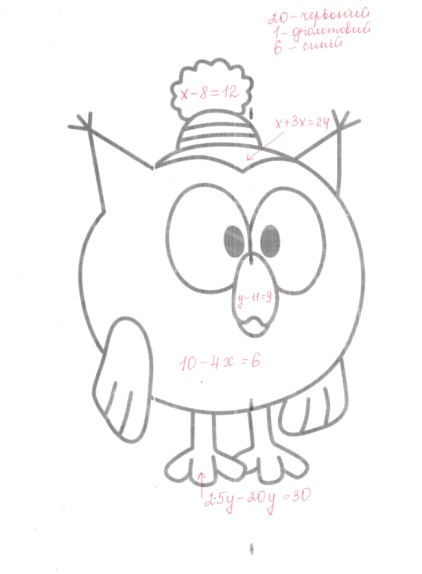 20 – червоний
1 – фіолетовий
6 – синій
x – 8 = 12
x + 3x = 24
y – 11 = 9
10 – 4x = 6
25y – 20y = 30